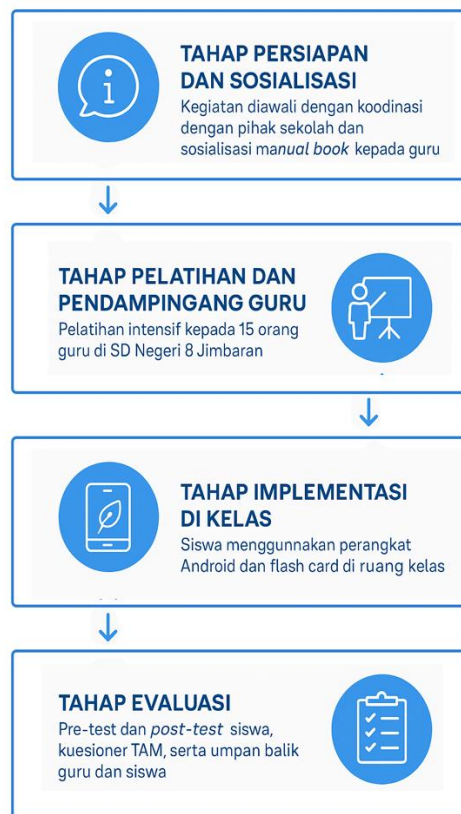 TAHAP PERSIAPAN
DAN SOSIALISASI
Kegiatan diawali dengan koodinasi
dengan pihak sekolah dan
sosialisasi manual book kepada guru
TAHAP PELATIHAN DAN
PENDAMPINGANG GURU
Pelatihan intensif kepada 15 orang
guru di SD Negeri 8 Jimbaran
TAHAP IMPLEMENTASI
DI KELAS
Siswa menggunnakan perangkat
Android dan flash card di ruang kelas
TAHAP EVALUASI
Pre-test dan post-test siswa,
kuesioner TAM, serta umpan balik
guru dan siswa